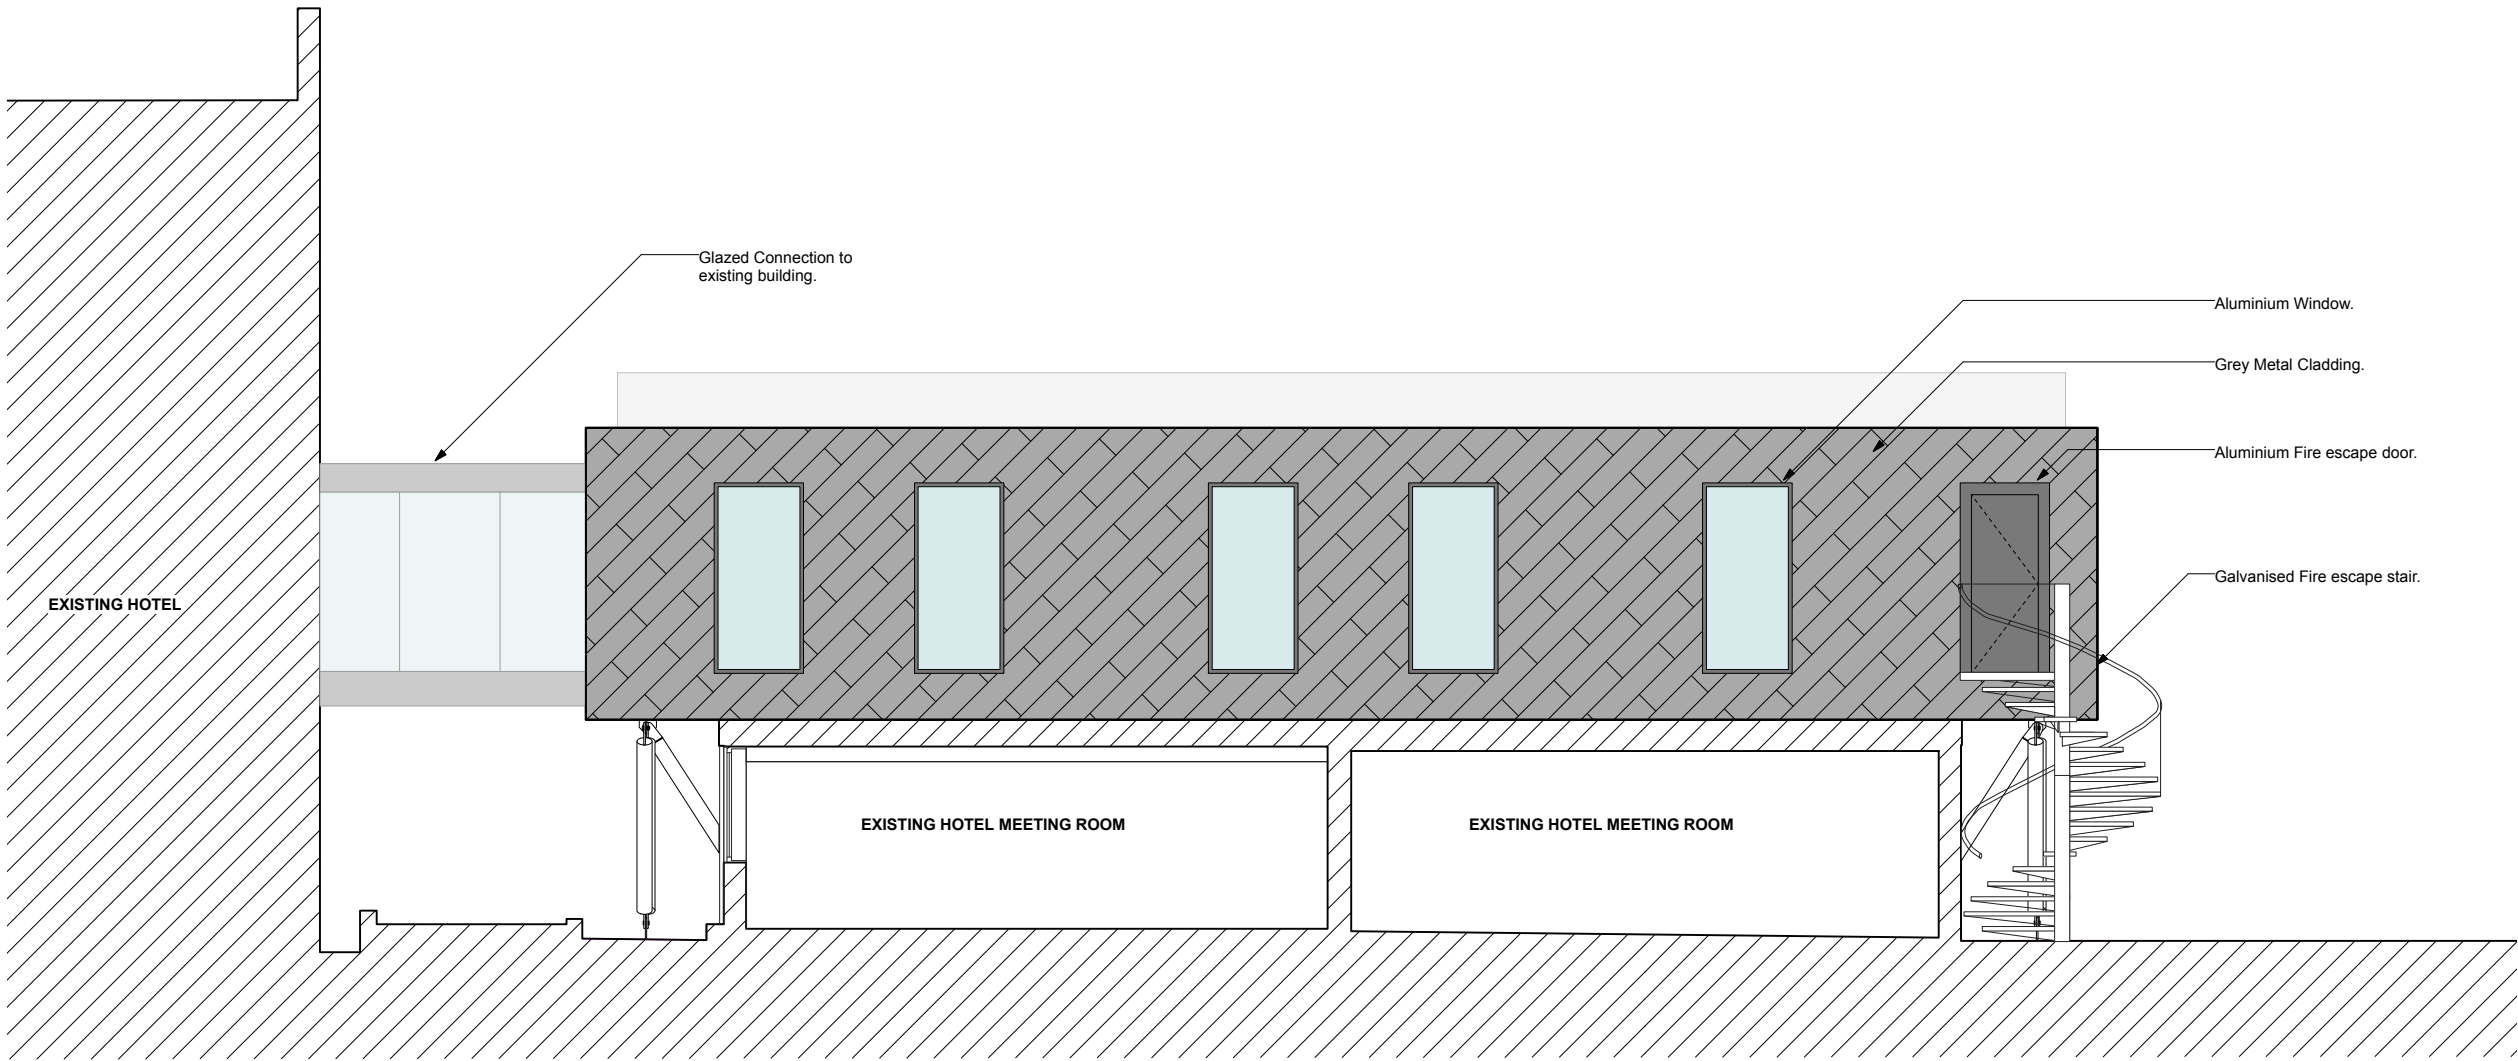 Glazed Connection to
existing building.
Aluminium Window.
Grey Metal Cladding.
Aluminium Fire escape door.
Galvanised Fire escape stair.
EXISTING HOTEL
EXISTING HOTEL MEETING ROOM
EXISTING HOTEL MEETING ROOM